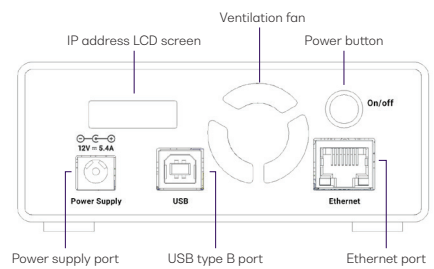 Ventilation fan
IP address LCD screen
Power button
On/off
12V ⎓ 5.4A
Power Supply
USB
Ethernet
Power supply port
USB type B port
Ethernet port